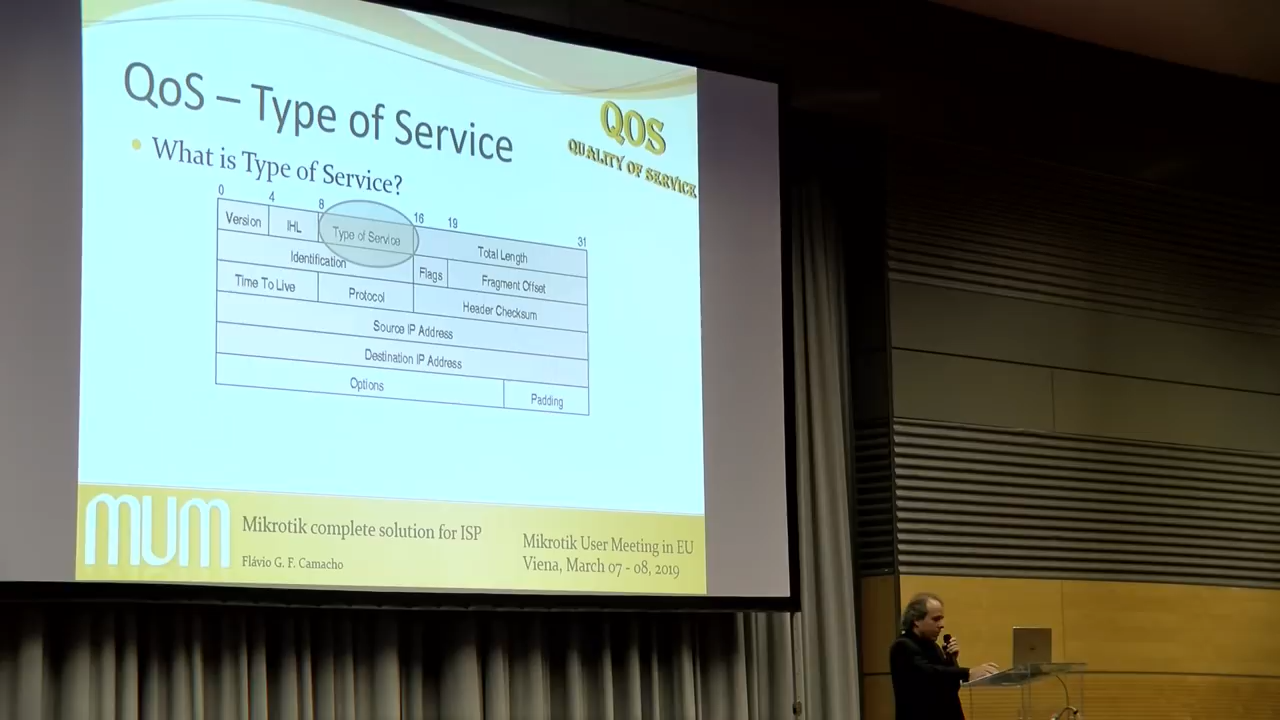 QoS – Type of Service
QOS
QUALITY OF SERVICE
• What is Type of Service?
0 4 8 16 19 31
Version IHL Type of Service Total Length
Identification Flags Fragment Offset
Time To Live Protocol Header Checksum
Source IP Address
Destination IP Address
Options Padding
MUM
Mikrotik complete solution for ISP
Flávio G. F. Camacho
Mikrotik User Meeting in EU
Viena, March 07 - 08, 2019